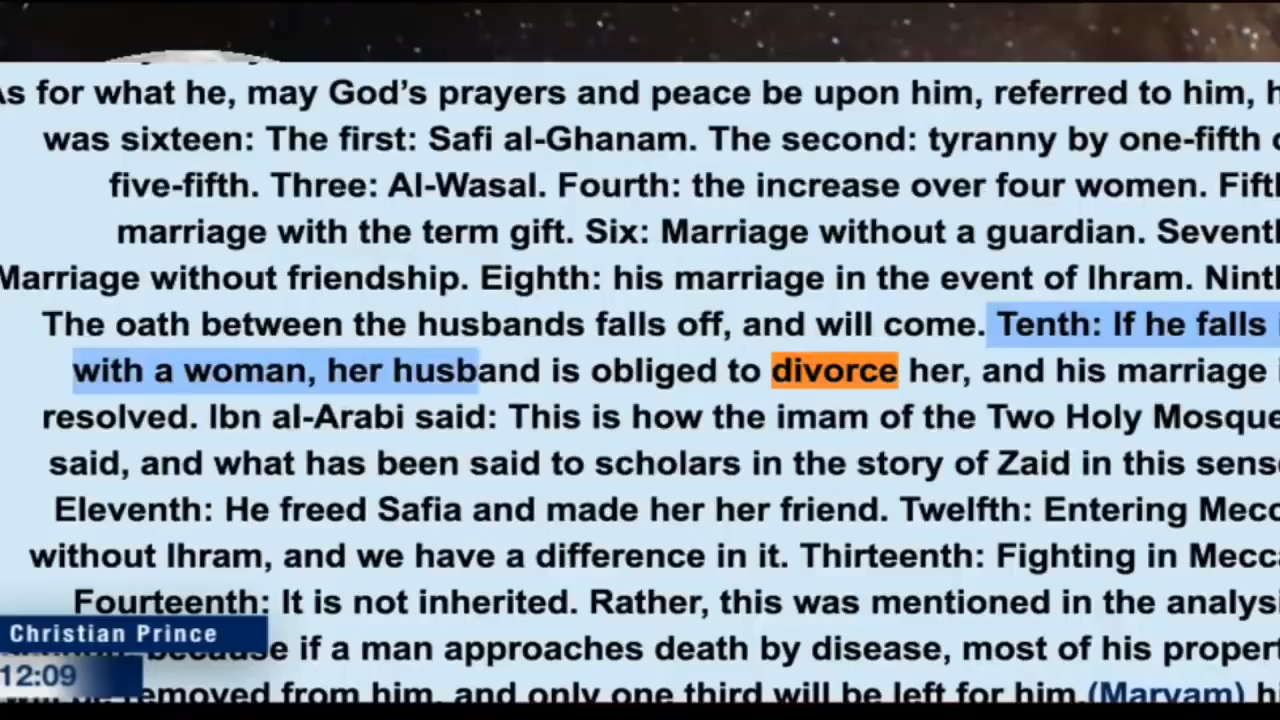 As for what he, may God's prayers and peace be upon him, referred to him,
was sixteen: The first: Safi al-Ghanam. The second: tyranny by one-fifth
five-fifth. Three: Al-Wasal. Fourth: the increase over four women.
marriage with the term gift. Six: Marriage without a guardian.
Marriage without friendship. Eighth: his marriage in the event of Ihram.
The oath between the husbands falls off, and will come. Tenth: If he falls
with a woman, her husband is obliged to divorce her, and his marriage
resolved. Ibn al-Arabi said: This is how the imam of the Two Holy
said, and what has been said to scholars in the story of Zaid in this
Eleventh: He freed Safia and made her her friend. Twelfth: Entering
without Ihram, and we have a difference in it. Thirteenth: Fighting in
Fourteenth: It is not inherited. Rather, this was mentioned in the
Christian Prince
because if a man approaches death by disease, most of his
12:09
removed from him, and only one third will be left for him (Maryam)